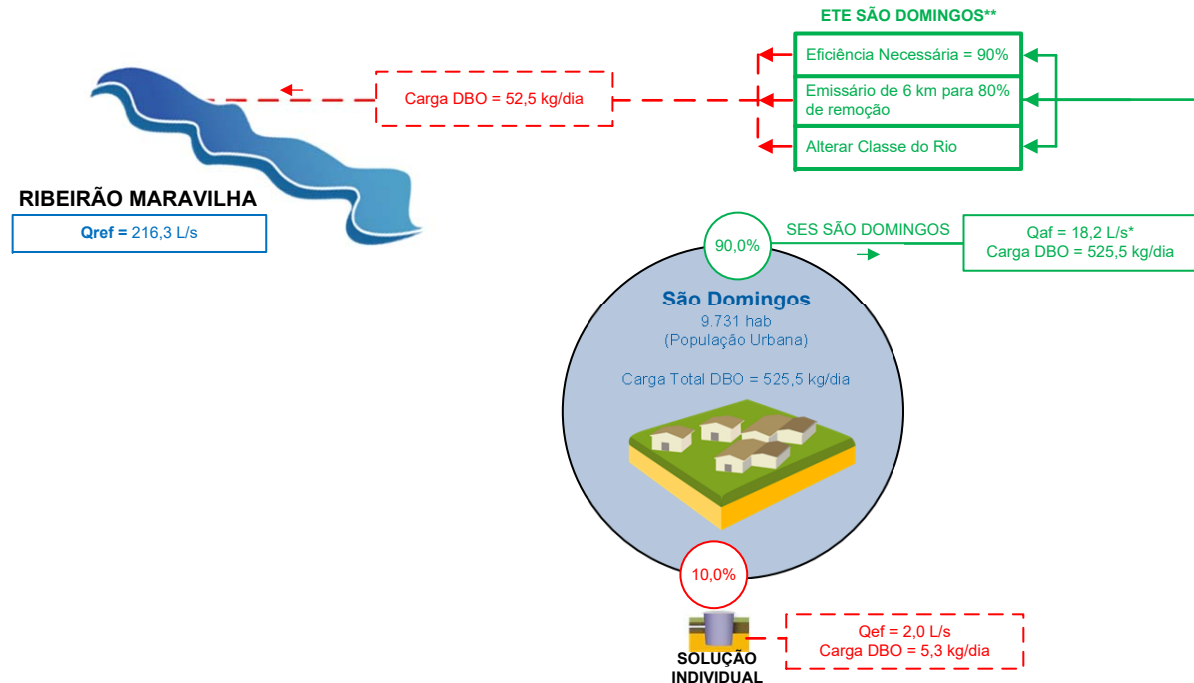 ETE SÃO DOMINGOS**
Eficiência Necessária = 90%
Emissário de 6 km para 80%
de remoção
Alterar Classe do Rio
Carga DBO = 52,5 kg/dia
RIBEIRÃO MARAVILHA
Qref = 216,3 L/s
90,0%
SES SÃO DOMINGOS
Qaf = 18,2 L/s*
Carga DBO = 525,5 kg/dia
São Domingos
9.731 hab
(População Urbana)
Carga Total DBO = 525,5 kg/dia
10,0%
SOLUÇÃO
INDIVIDUAL
Qef = 2,0 L/s
Carga DBO = 5,3 kg/dia